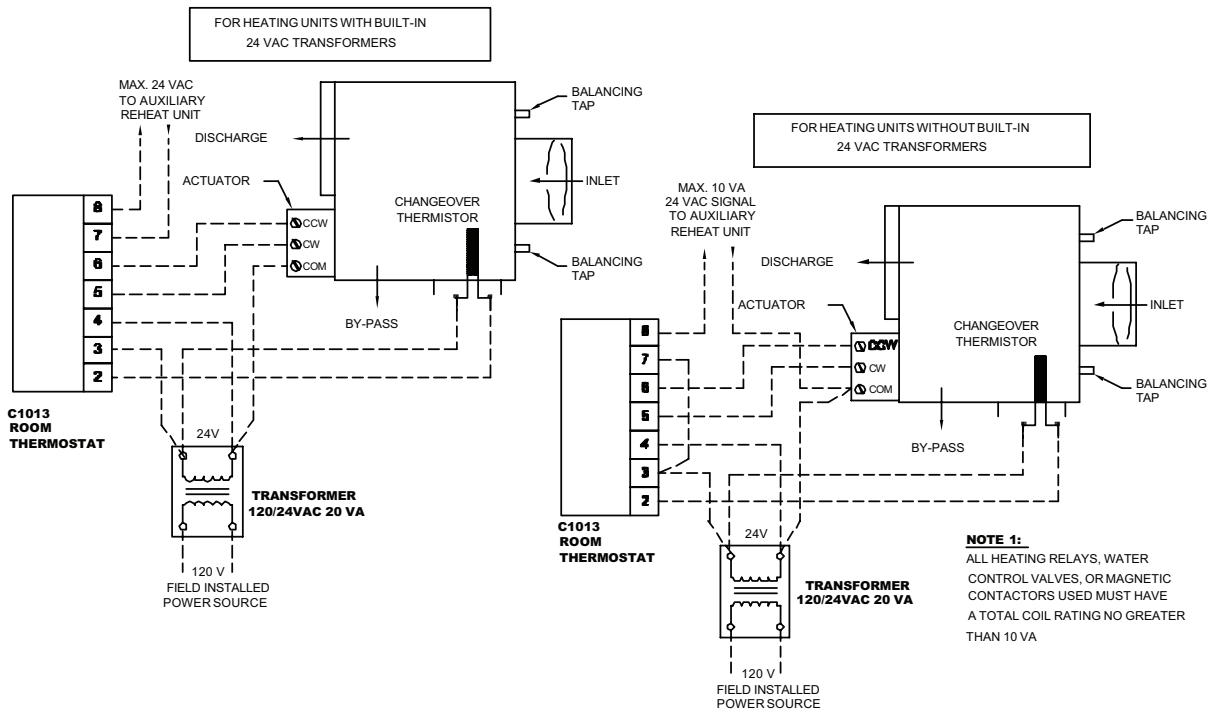 FOR HEATING UNITS WITH BUILT-IN
24 VAC TRANSFORMERS
MAX. 24 VAC
TO AUXILIARY
REHEAT UNIT
DISCHARGE
ACTUATOR
BALANCING
TAP
INLET
CHANGEOVER
THERMISTOR
CCW
CW
COM
BALANCING
TAP
BY-PASS
8
7
6
5
4
3
2
C1013
ROOM
THERMOSTAT
24V
TRANSFORMER
120/24VAC 20 VA
120 V
FIELD INSTALLED
POWER SOURCE
FOR HEATING UNITS WITHOUT BUILT-IN
24 VAC TRANSFORMERS
MAX. 10 VA
24 VAC SIGNAL
TO AUXILIARY
REHEAT UNIT
DISCHARGE
ACTUATOR
BALANCING
TAP
INLET
CHANGEOVER
THERMISTOR
CCW
CW
COM
BALANCING
TAP
BY-PASS
8
7
6
5
4
3
2
C1013
ROOM
THERMOSTAT
24V
TRANSFORMER
120/24VAC 20 VA
120 V
FIELD INSTALLED
POWER SOURCE
NOTE 1:
ALL HEATING RELAYS, WATER
CONTROL VALVES, OR MAGNETIC
CONTACTORS USED MUST HAVE
A TOTAL COIL RATING NO GREATER
THAN 10 VA